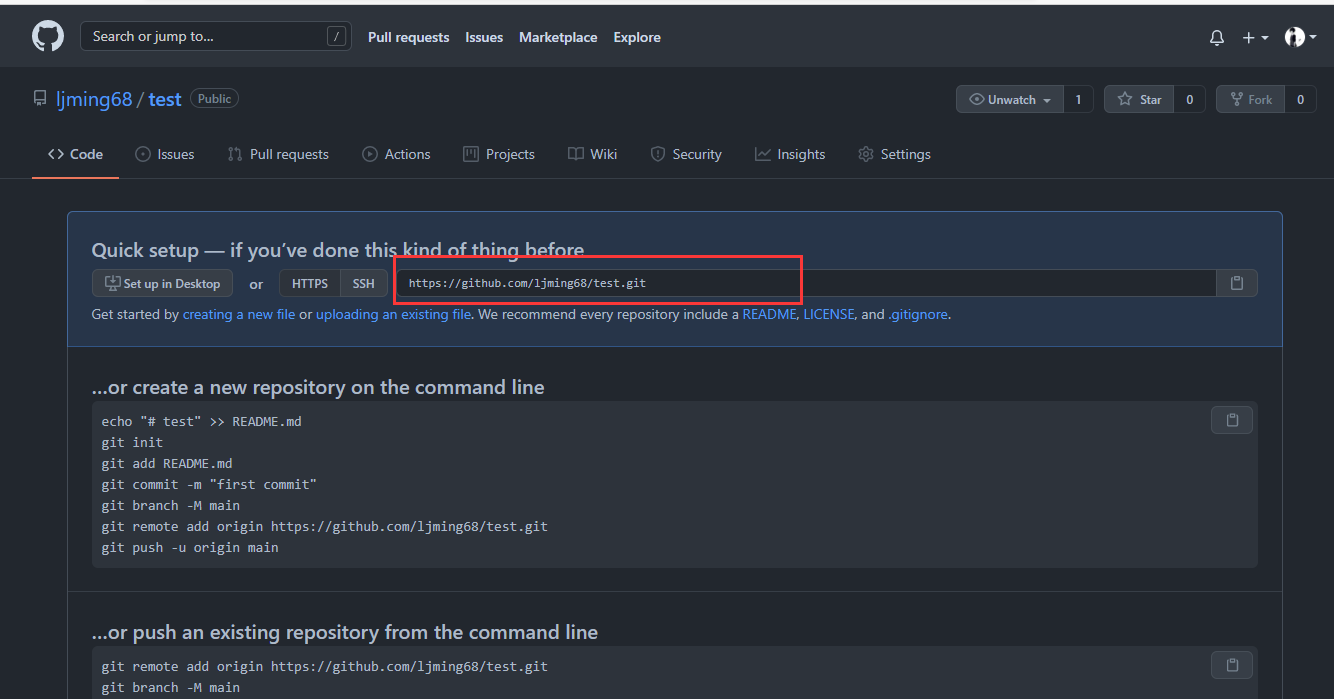 Search or jump to... / Pull requests Issues Marketplace Explore
ljming68 / test Public Unwatch 1 Star 0 Fork 0
Code Issues Pull requests Actions Projects Wiki Security Insights Settings
Quick setup — if you've done this kind of thing before
Set up in Desktop or HTTPS SSH https://github.com/ljming68/test.git
Get started by creating a new file or uploading an existing file. We recommend every repository include a README, LICENSE, and .gitignore.
…or create a new repository on the command line
echo "# test" >> README.md
git init
git add README.md
git commit -m "first commit"
git branch -M main
git remote add origin https://github.com/ljming68/test.git
git push -u origin main
…or push an existing repository from the command line
git remote add origin https://github.com/ljming68/test.git
git branch -M main